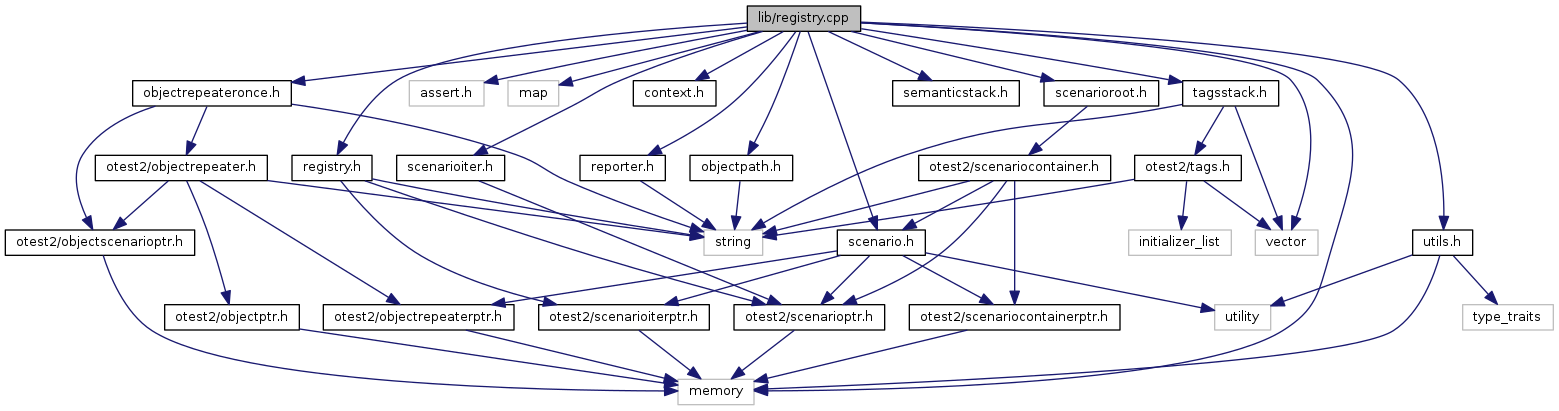 lib/registry.cpp
objectrepeateronce.h
assert.h
map
context.h
semanticstack.h
scenarioroot.h
tagsstack.h
otest2/objectrepeater.h
registry.h
scenarioiter.h
reporter.h
objectpath.h
otest2/scenariocontainer.h
otest2/tags.h
otest2/objectscenarioptr.h
string
scenario.h
initializer_list
vector
utils.h
otest2/objectptr.h
otest2/objectrepeaterptr.h
otest2/scenarioiterptr.h
otest2/scenarioptr.h
otest2/scenariocontainerptr.h
utility
type_traits
memory